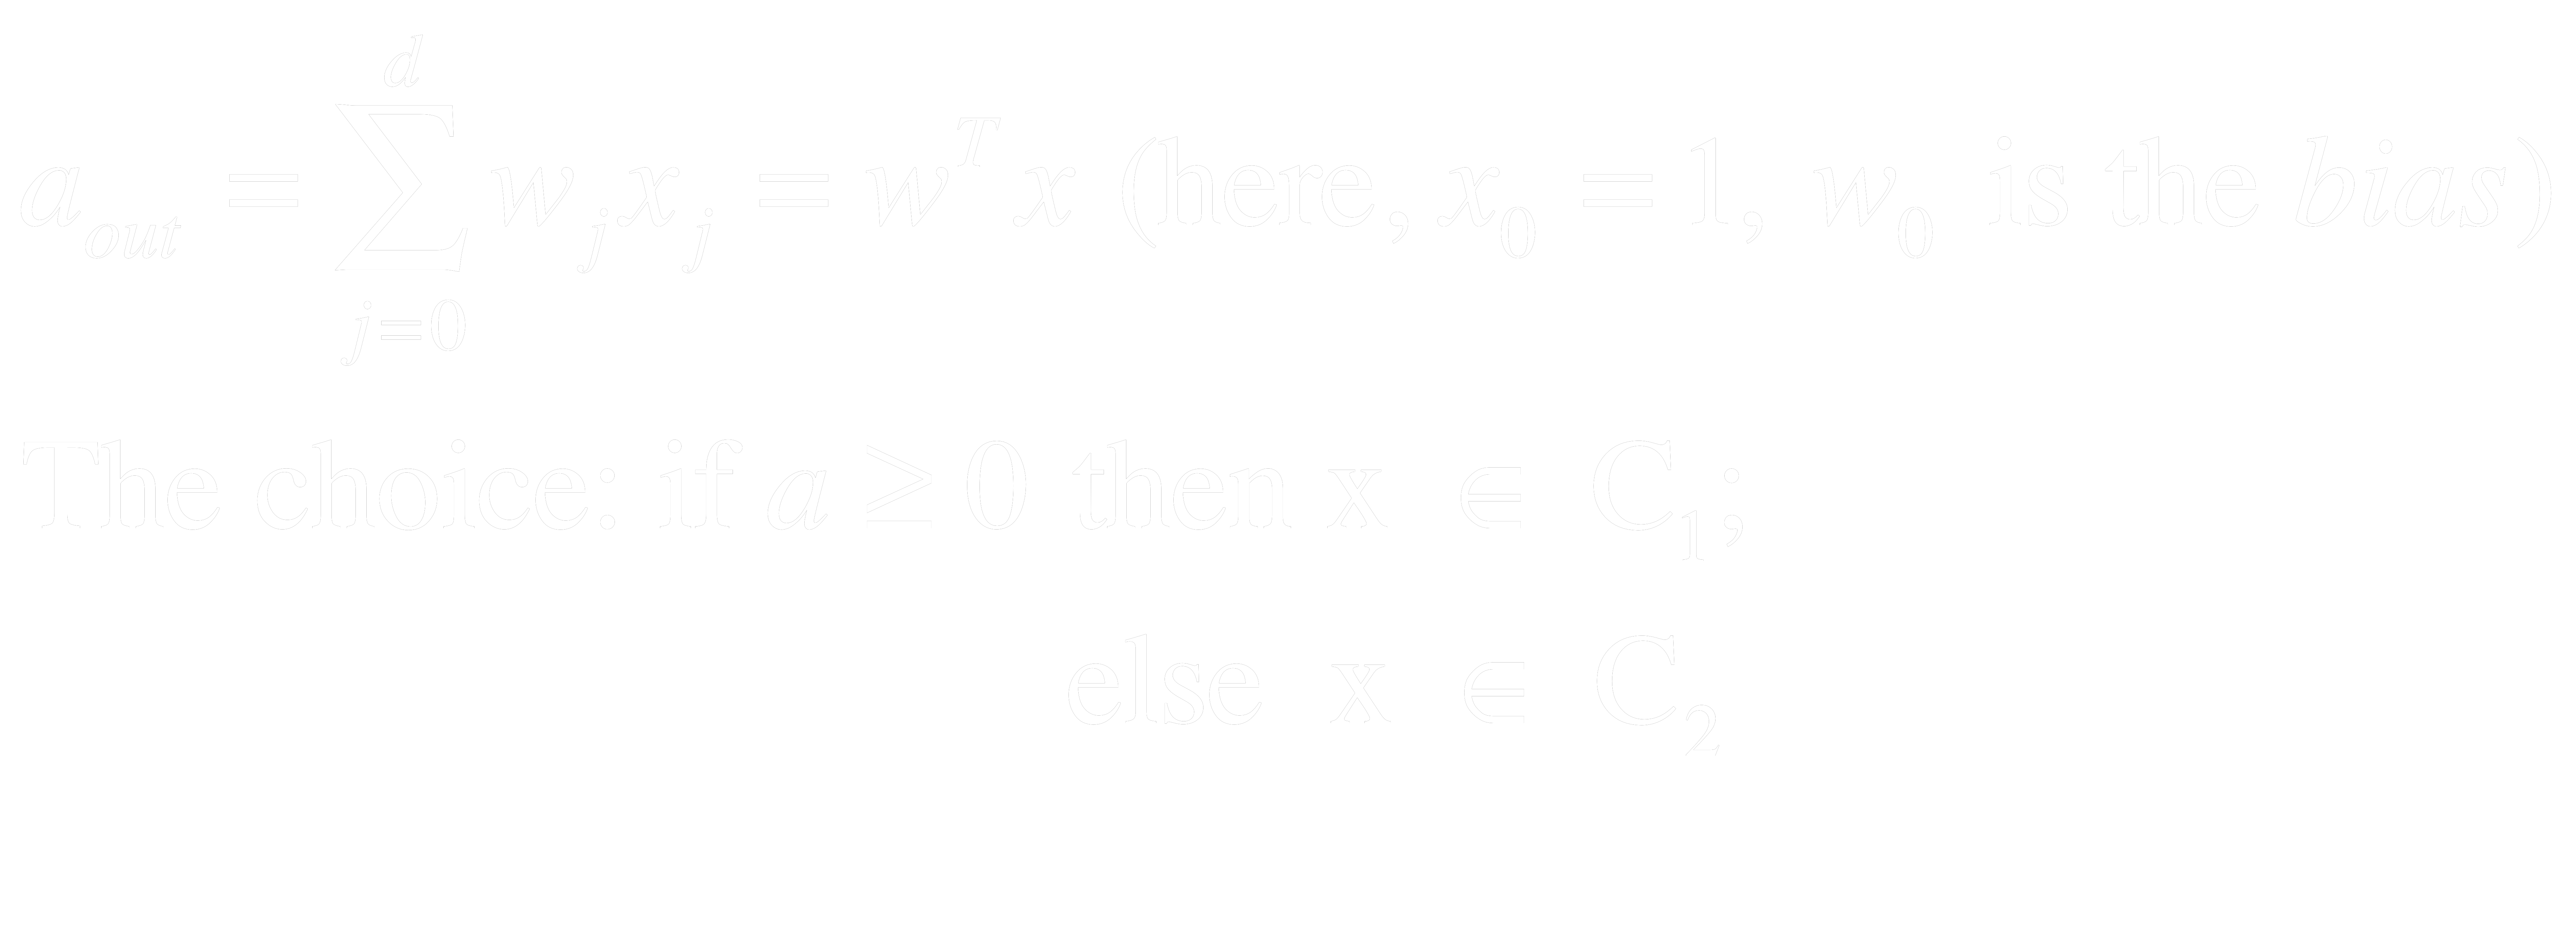 a_out = ∑_{j=0}^{d} w_j x_j = w^T x (here, x_0 = 1, w_0 is the bias)
The choice: if a ≥ 0 then x ∈ C_1;
else x ∈ C_2